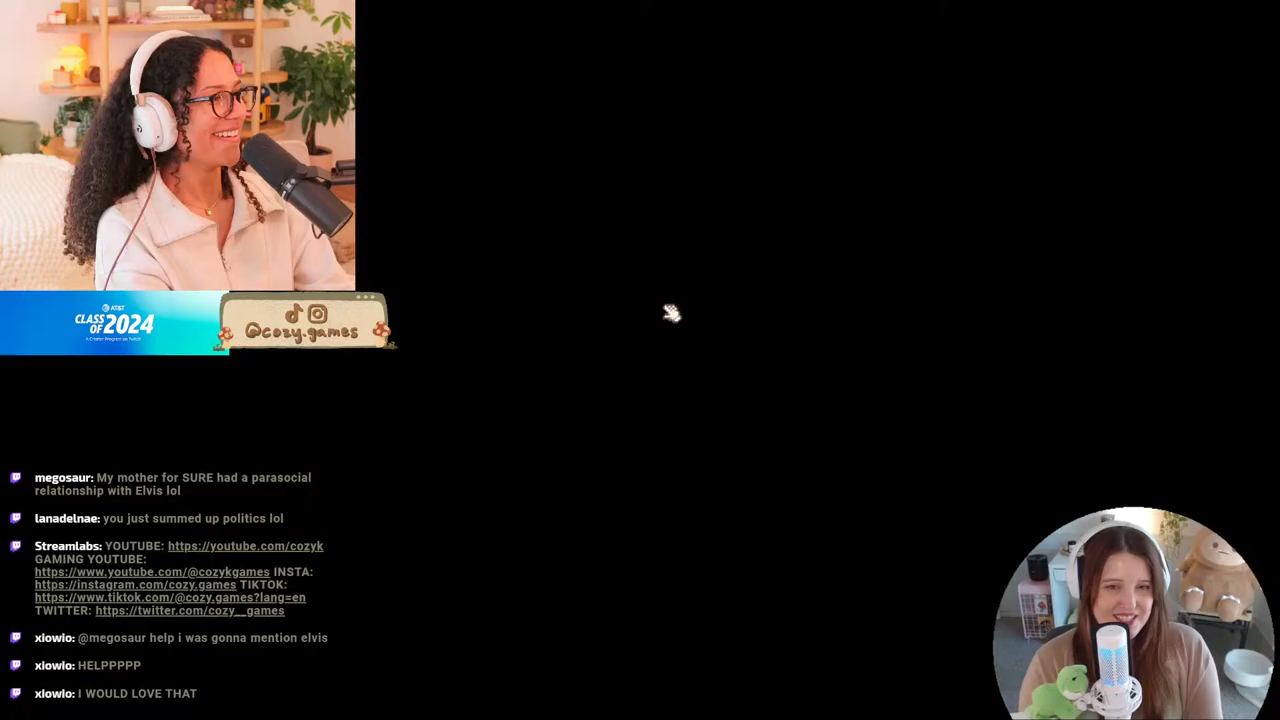 AT&T
CLASS
OF 2024
A Creator Program on Twitch
@cozy.games
megosaur: My mother for SURE had a parasocial
relationship with Elvis lol
lanadelnae: you just summed up politics lol
Streamlabs: YOUTUBE: https://youtube.com/cozyk
GAMING YOUTUBE:
https://www.youtube.com/@cozykgames INSTA:
https://instagram.com/cozy.games TIKTOK:
https://www.tiktok.com/@cozy.games?lang=en
TWITTER: https://twitter.com/cozy__games
xiowio: @megosaur help i was gonna mention elvis
xiowio: HELPPPPP
xiowio: I WOULD LOVE THAT